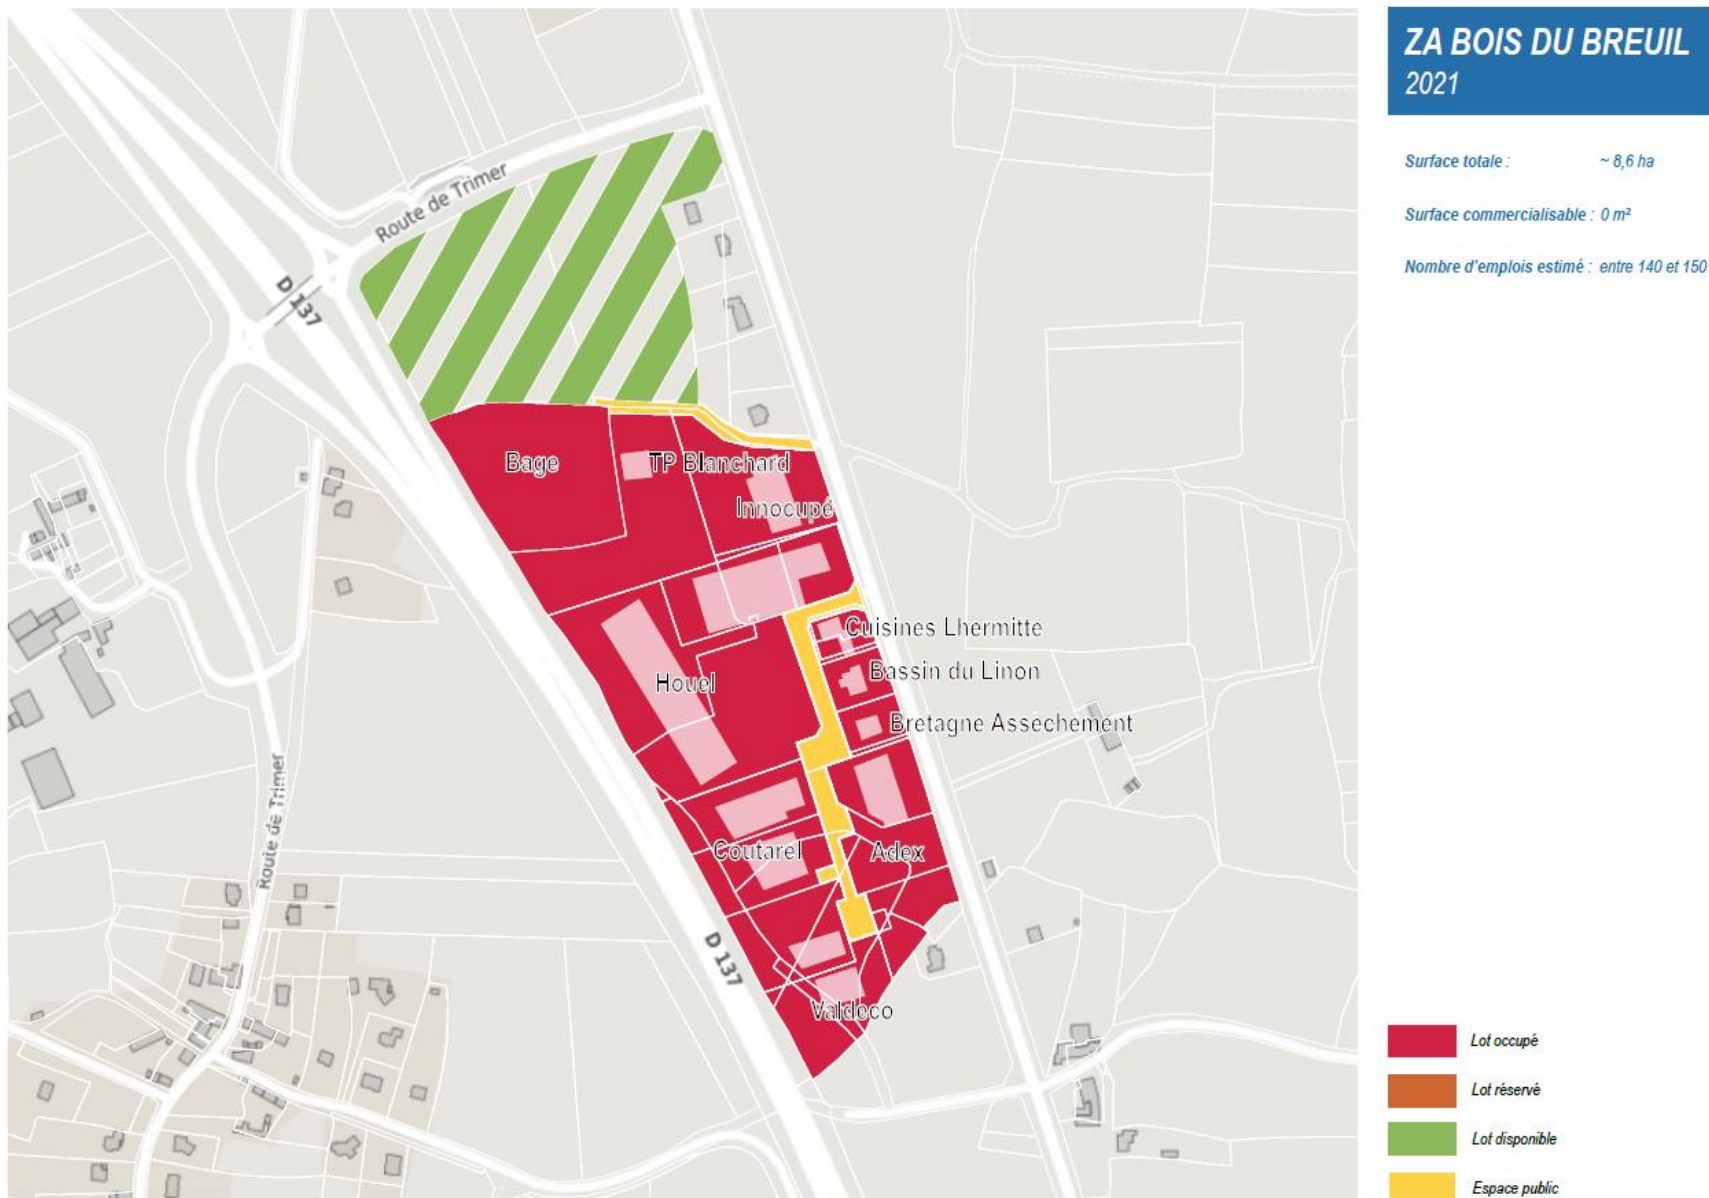 ZA BOIS DU BREUIL
2021
Surface totale : ~ 8,6 ha
Surface commercialisable : 0 m²
Nombre d'emplois estimé : entre 140 et 150
Route de Trimer
D 137
Bage
TP Blanchard
Innocupé
Cuisines Lhermitte
Bassin du Linon
Houel
Bretagne Assèchement
Route de Trimer
Coutarel
Adex
D 137
Valdeco
Lot occupé
Lot réservé
Lot disponible
Espace public